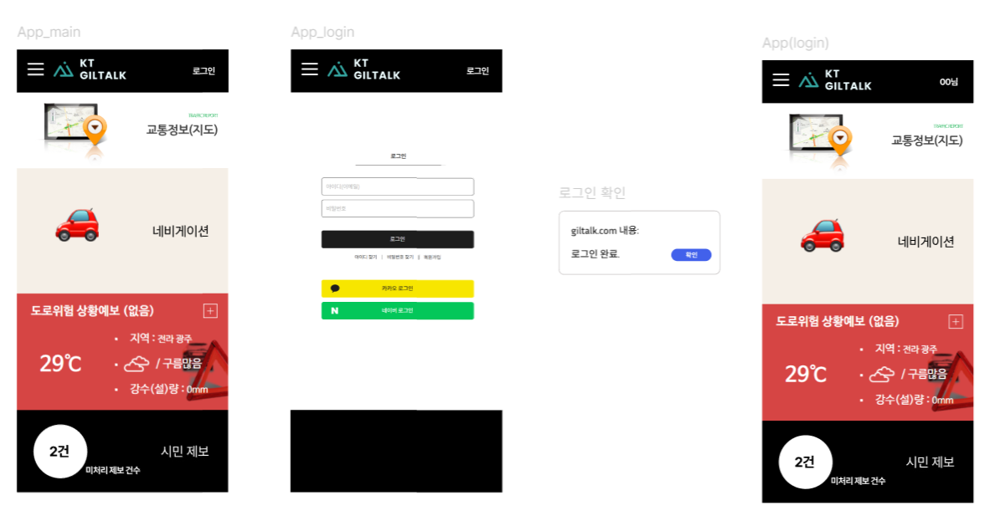 App_main
KT
GILTALK
로그인
TRAFFIC REPORT
교통정보(지도)
네비게이션
도로위험 상황예보 (없음)
29℃
• 지역 : 전라 광주
• / 구름많음
• 강수(설)량 : 0mm
2건
미처리 제보 건수
시민 제보
App_login
KT
GILTALK
로그인
로그인
아이디(이메일)
비밀번호
로그인
아이디 찾기 | 비밀번호 찾기 | 회원가입
카카오 로그인
N 네이버 로그인
로그인 확인
giltalk.com 내용:
로그인 완료.
확인
App(login)
KT
GILTALK
00님
TRAFFIC REPORT
교통정보(지도)
네비게이션
도로위험 상황예보 (없음)
29℃
• 지역 : 전라 광주
• / 구름많음
• 강수(설)량 : 0mm
2건
미처리 제보 건수
시민 제보